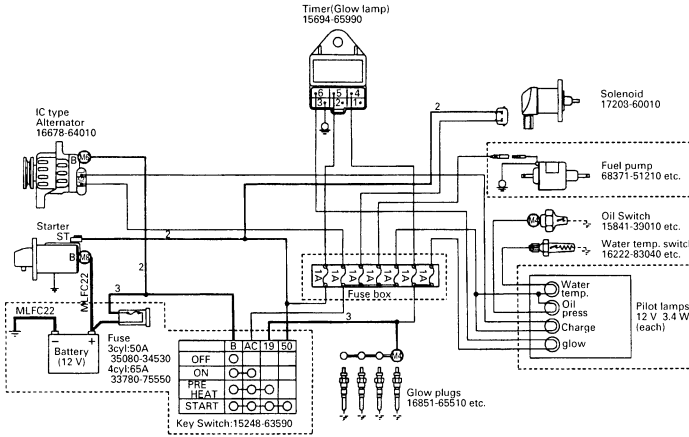 Timer(Glow lamp)
15694-65990
6 5 4
3 2 1
2
Solenoid
17203-60010
IC type
Alternator
16678-64010
B M6
Fuel pump
68371-51210 etc.
Starter
ST
B M8
2
M4
Oil Switch
15841-39010 etc.
Water temp. switch
16222-83040 etc.
MLFC22
2
3
1A 1A 1A 1A 1A 1A 1A
Fuse box
Water
temp.
Oil
press
Charge
glow
Pilot lamps
12 V 3.4 W
(each)
MLFC22
− +
Battery
(12 V)
Fuse
3cyl:50A
35080-34530
4cyl:65A
33780-75550
3
B AC 19 50
OFF
ON
PRE
HEAT
START
Key Switch:15248-63590
M4
Glow plugs
16851-65510 etc.